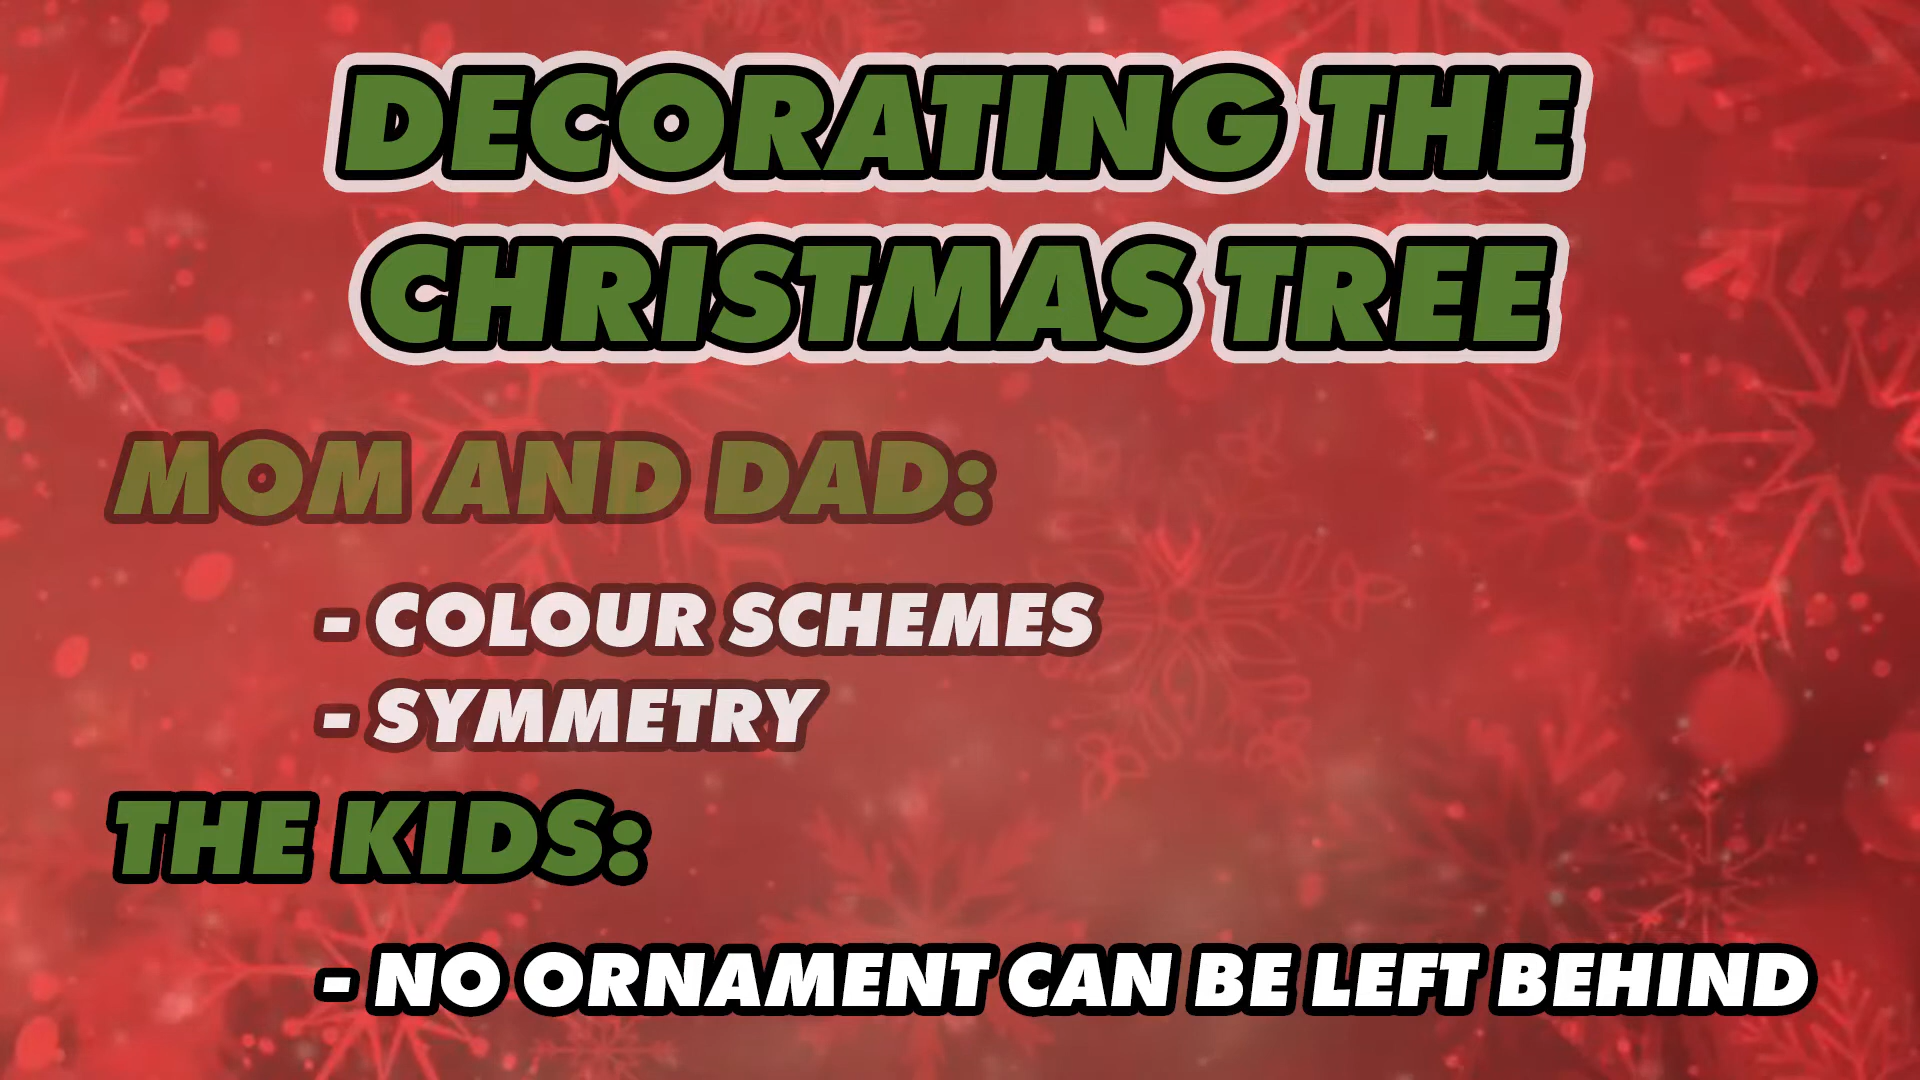 DECORATING THE
CHRISTMAS TREE
MOM AND DAD:
- COLOUR SCHEMES
- SYMMETRY
THE KIDS:
- NO ORNAMENT CAN BE LEFT BEHIND